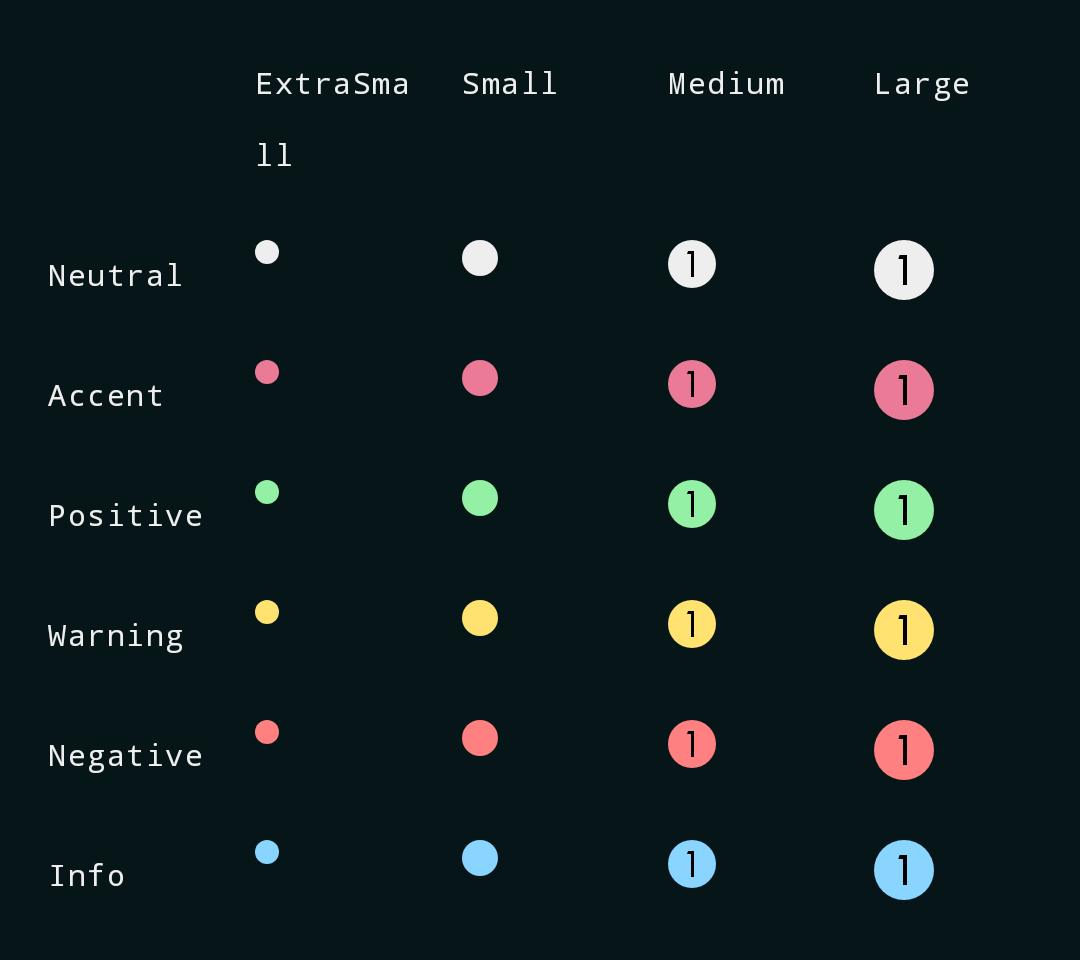 ExtraSma Small Medium Large
ll
Neutral 1 1
Accent 1 1
Positive 1 1
Warning 1 1
Negative 1 1
Info 1 1